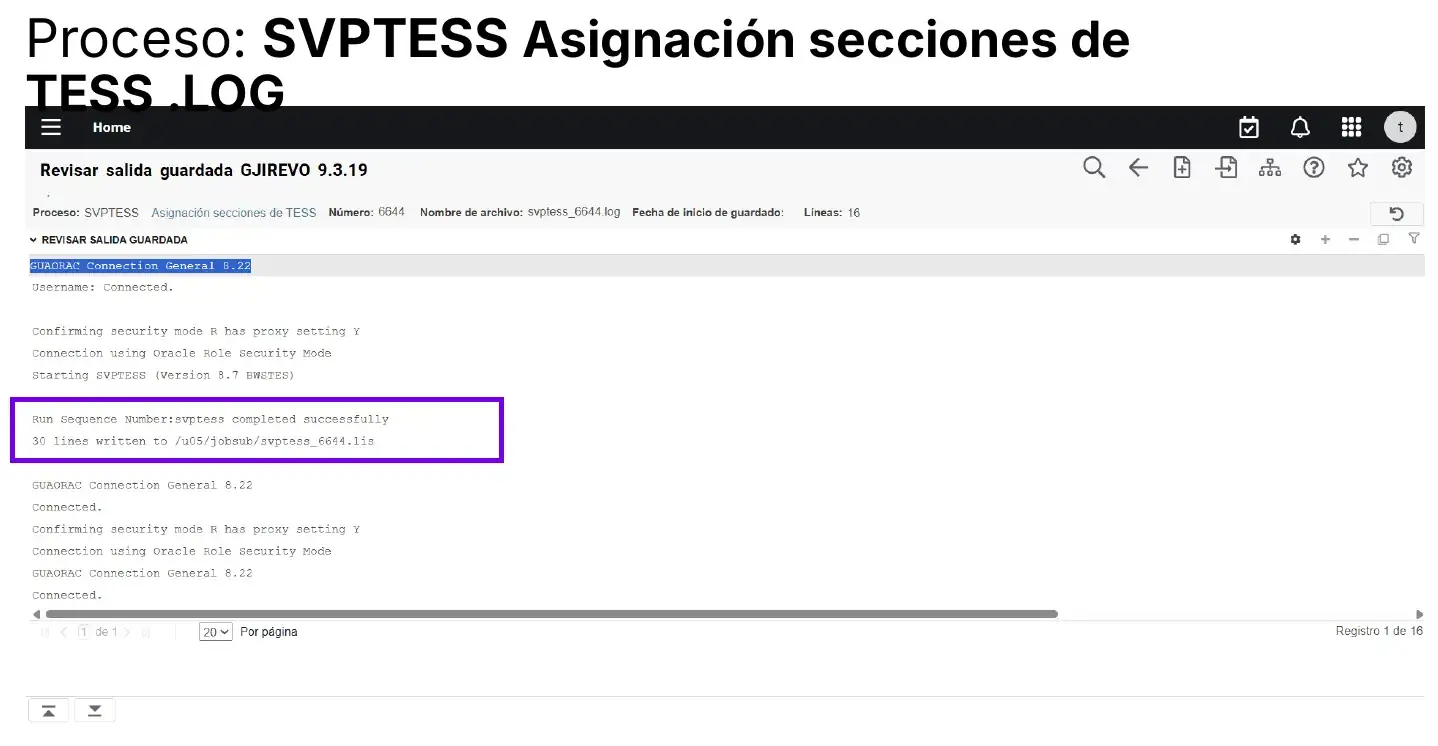 Proceso: SVPTESS Asignación secciones de
TESS .LOG
Home
t
Revisar salida guardada GJIREVO 9.3.19
Proceso: SVPTESS Asignación secciones de TESS Número: 6644 Nombre de archivo: svptess_6644.log Fecha de inicio de guardado: Líneas: 16
REVISAR SALIDA GUARDADA
GUAORAC Connection General 8.22
Username: Connected.
Confirming security mode R has proxy setting Y
Connection using Oracle Role Security Mode
Starting SVPTESS (Version 8.7 BWSTES)
Run Sequence Number:svptess completed successfully
30 lines written to /u05/jobsub/svptess_6644.lis
GUAORAC Connection General 8.22
Connected.
Confirming security mode R has proxy setting Y
Connection using Oracle Role Security Mode
GUAORAC Connection General 8.22
Connected.
1 de 1 20 Por página Registro 1 de 16